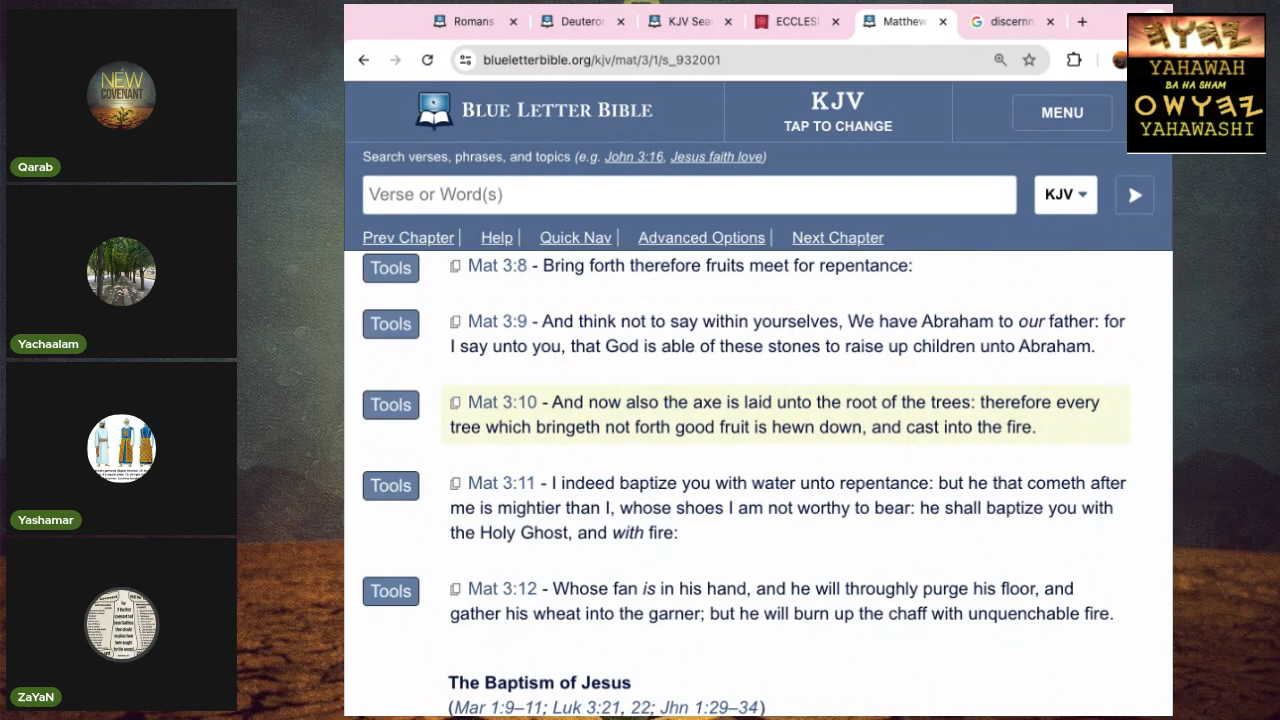 NEW
COVENANT
Qarab
Yachaalam
Yashamar
ZaYaN
Romans
Deuteron
KJV Sea
ECCLESI
Matthew
discernm
blueletterbible.org/kjv/mat/3/1/s_932001
BLUE LETTER BIBLE
KJV
TAP TO CHANGE
MENU
Search verses, phrases, and topics (e.g. John 3:16, Jesus faith love)
Verse or Word(s)
KJV
Prev Chapter | Help | Quick Nav | Advanced Options | Next Chapter
Tools
Mat 3:8 - Bring forth therefore fruits meet for repentance:
Tools
Mat 3:9 - And think not to say within yourselves, We have Abraham to our father: for
I say unto you, that God is able of these stones to raise up children unto Abraham.
Tools
Mat 3:10 - And now also the axe is laid unto the root of the trees: therefore every
tree which bringeth not forth good fruit is hewn down, and cast into the fire.
Tools
Mat 3:11 - I indeed baptize you with water unto repentance: but he that cometh after
me is mightier than I, whose shoes I am not worthy to bear: he shall baptize you with
the Holy Ghost, and with fire:
Tools
Mat 3:12 - Whose fan is in his hand, and he will throughly purge his floor, and
gather his wheat into the garner; but he will burn up the chaff with unquenchable fire.
The Baptism of Jesus
(Mar 1:9–11; Luk 3:21, 22; Jhn 1:29–34)
YAHAWAH
BA HA SHAM
YAHAWASHI